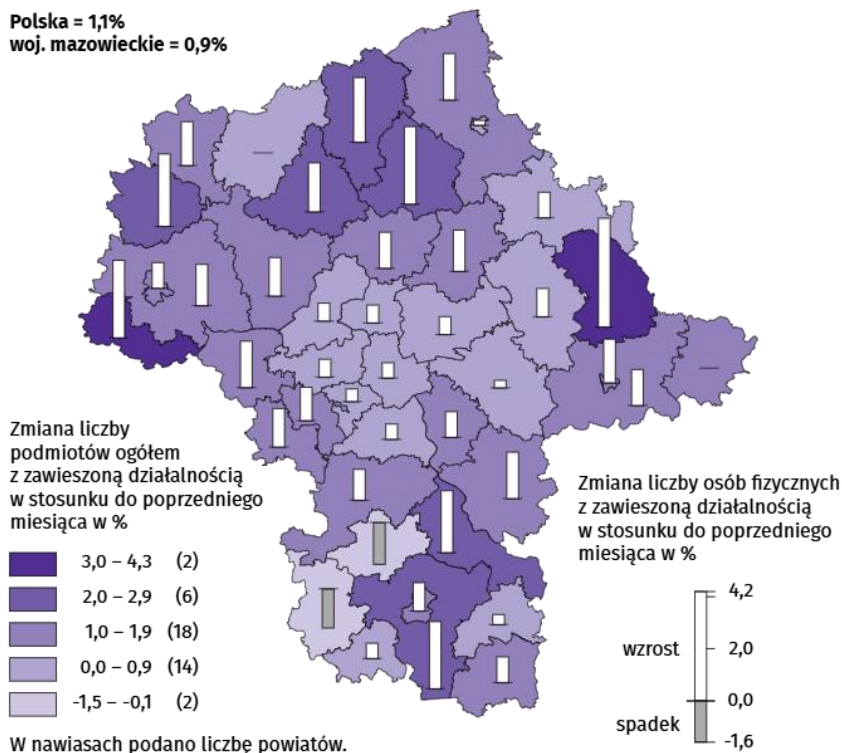 Polska = 1,1%
woj. mazowieckie = 0,9%
Zmiana liczby
podmiotów ogółem
z zawieszoną działalnością
w stosunku do poprzedniego
miesiąca w %
3,0 – 4,3 (2)
2,0 – 2,9 (6)
1,0 – 1,9 (18)
0,0 – 0,9 (14)
-1,5 – -0,1 (2)
W nawiasach podano liczbę powiatów.
Zmiana liczby osób fizycznych
z zawieszoną działalnością
w stosunku do poprzedniego
miesiąca w %
4,2
wzrost 2,0
0,0
spadek
-1,6